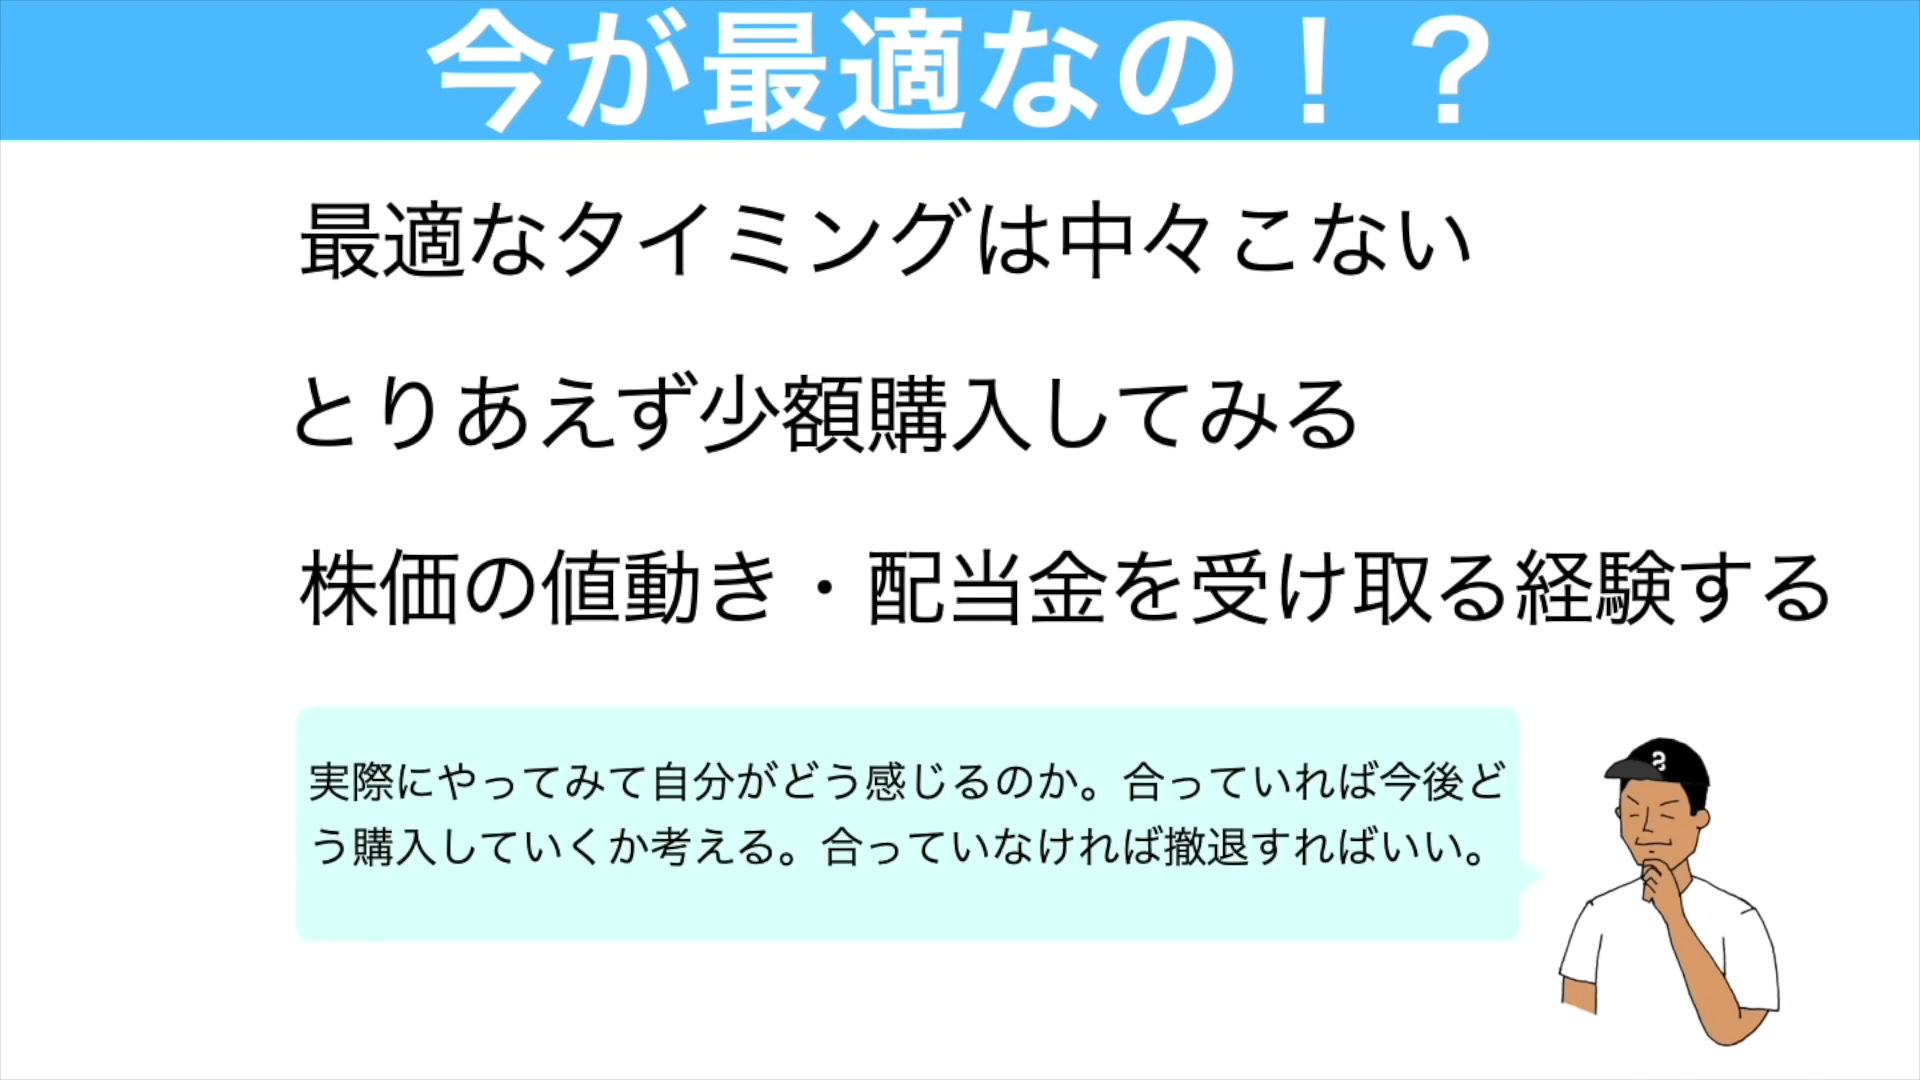 今が最適なの！？
最適なタイミングは中々こない
とりあえず少額購入してみる
株価の値動き・配当金を受け取る経験する
実際にやってみて自分がどう感じるのか。合っていれば今後ど
う購入していくか考える。合っていなければ撤退すればいい。